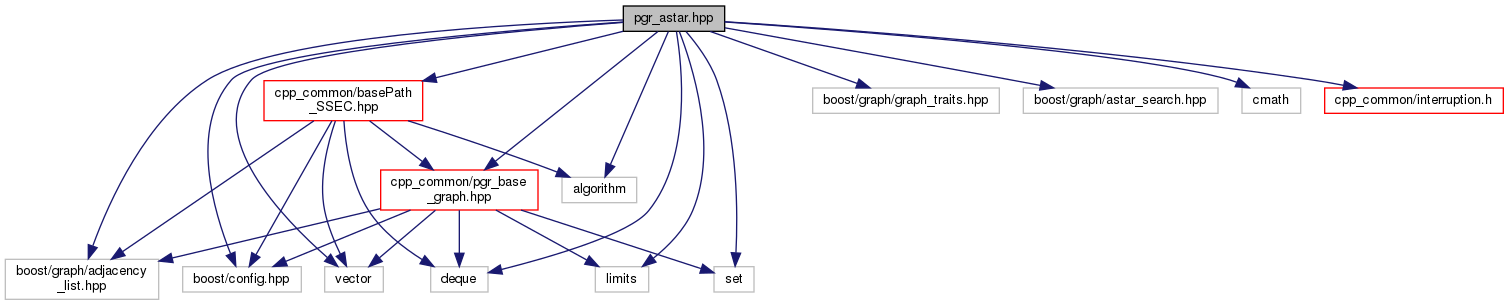 pgr_astar.hpp
cpp_common/basePath
_SSEC.hpp
boost/graph/graph_traits.hpp
boost/graph/astar_search.hpp
cmath
cpp_common/interruption.h
cpp_common/pgr_base
_graph.hpp
algorithm
boost/graph/adjacency
_list.hpp
boost/config.hpp
vector
deque
limits
set